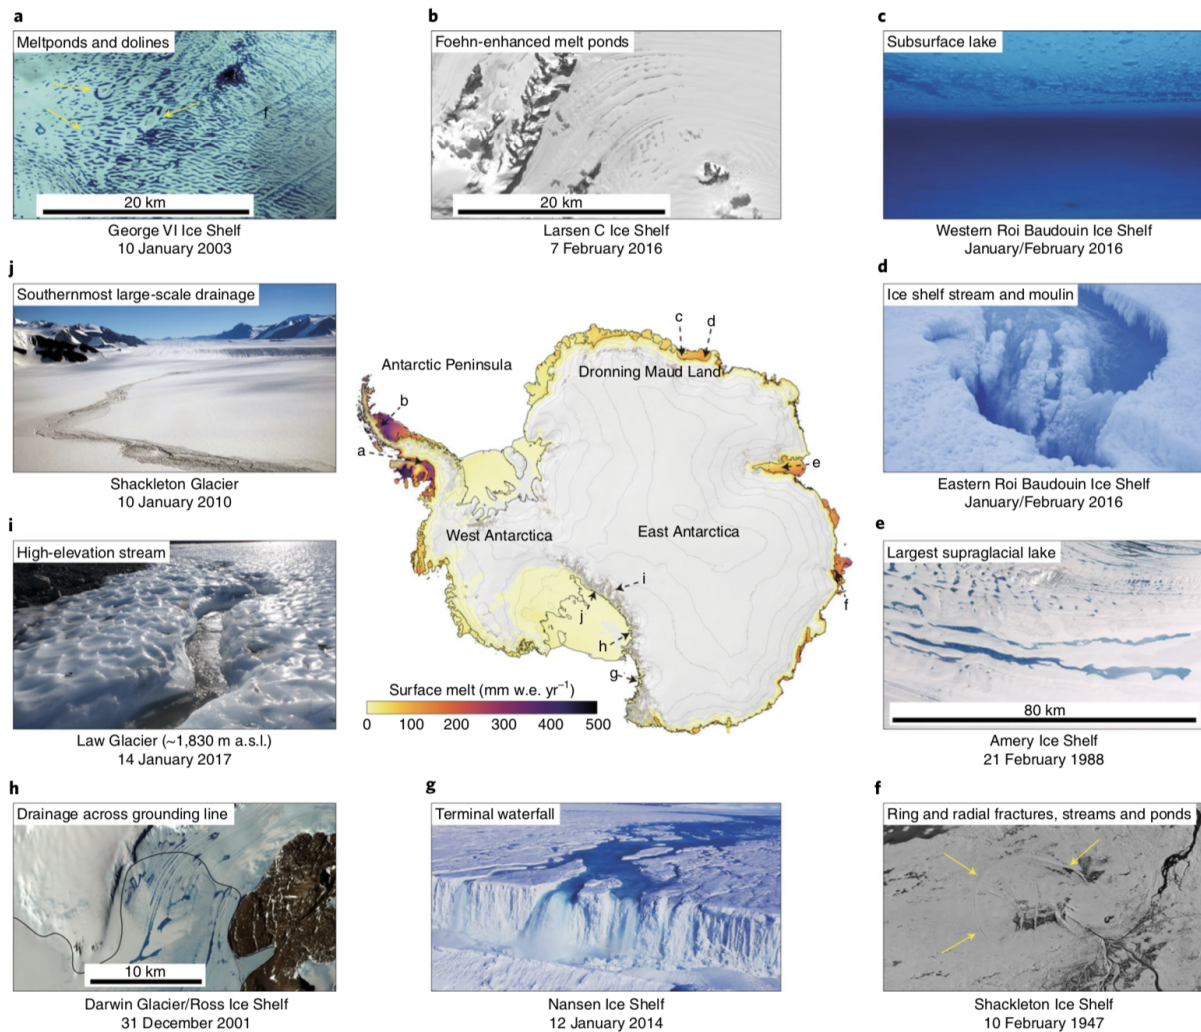 a
Meltponds and dolines
f
20 km
George VI Ice Shelf
10 January 2003
b
Foehn-enhanced melt ponds
20 km
Larsen C Ice Shelf
7 February 2016
c
Subsurface lake
Western Roi Baudouin Ice Shelf
January/February 2016
j
Southernmost large-scale drainage
Shackleton Glacier
10 January 2010
d
Ice shelf stream and moulin
Eastern Roi Baudouin Ice Shelf
January/February 2016
c
d
Antarctic Peninsula
Dronning Maud Land
b
a
e
West Antarctica
East Antarctica
i
j
f
h
g
Surface melt (mm w.e. yr⁻¹)
0 100 200 300 400 500
i
High-elevation stream
Law Glacier (~1,830 m a.s.l.)
14 January 2017
e
Largest supraglacial lake
80 km
Amery Ice Shelf
21 February 1988
h
Drainage across grounding line
10 km
Darwin Glacier/Ross Ice Shelf
31 December 2001
g
Terminal waterfall
Nansen Ice Shelf
12 January 2014
f
Ring and radial fractures, streams and ponds
Shackleton Ice Shelf
10 February 1947